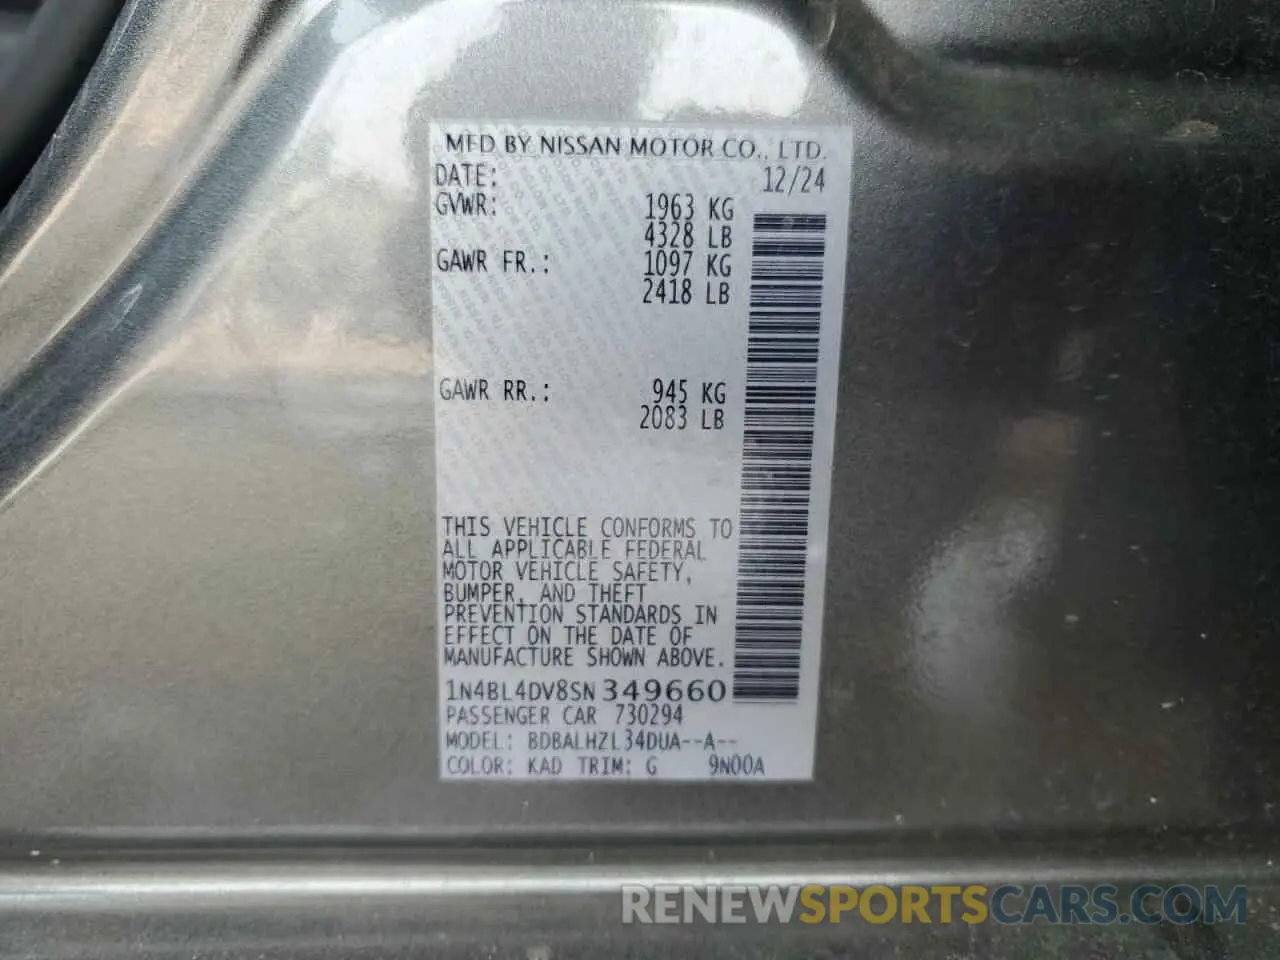 MFD BY NISSAN MOTOR CO., LTD.
DATE: 12/24
GVWR: 1963 KG
4328 LB
GAWR FR.: 1097 KG
2418 LB
GAWR RR.: 945 KG
2083 LB
THIS VEHICLE CONFORMS TO
ALL APPLICABLE FEDERAL
MOTOR VEHICLE SAFETY,
BUMPER, AND THEFT
PREVENTION STANDARDS IN
EFFECT ON THE DATE OF
MANUFACTURE SHOWN ABOVE.
1N4BL4DV8SN349660
PASSENGER CAR 730294
MODEL: BDBALHZL34DUA--A--
COLOR: KAD TRIM: G 9N00A
RENEWSPORTSCARS.COM